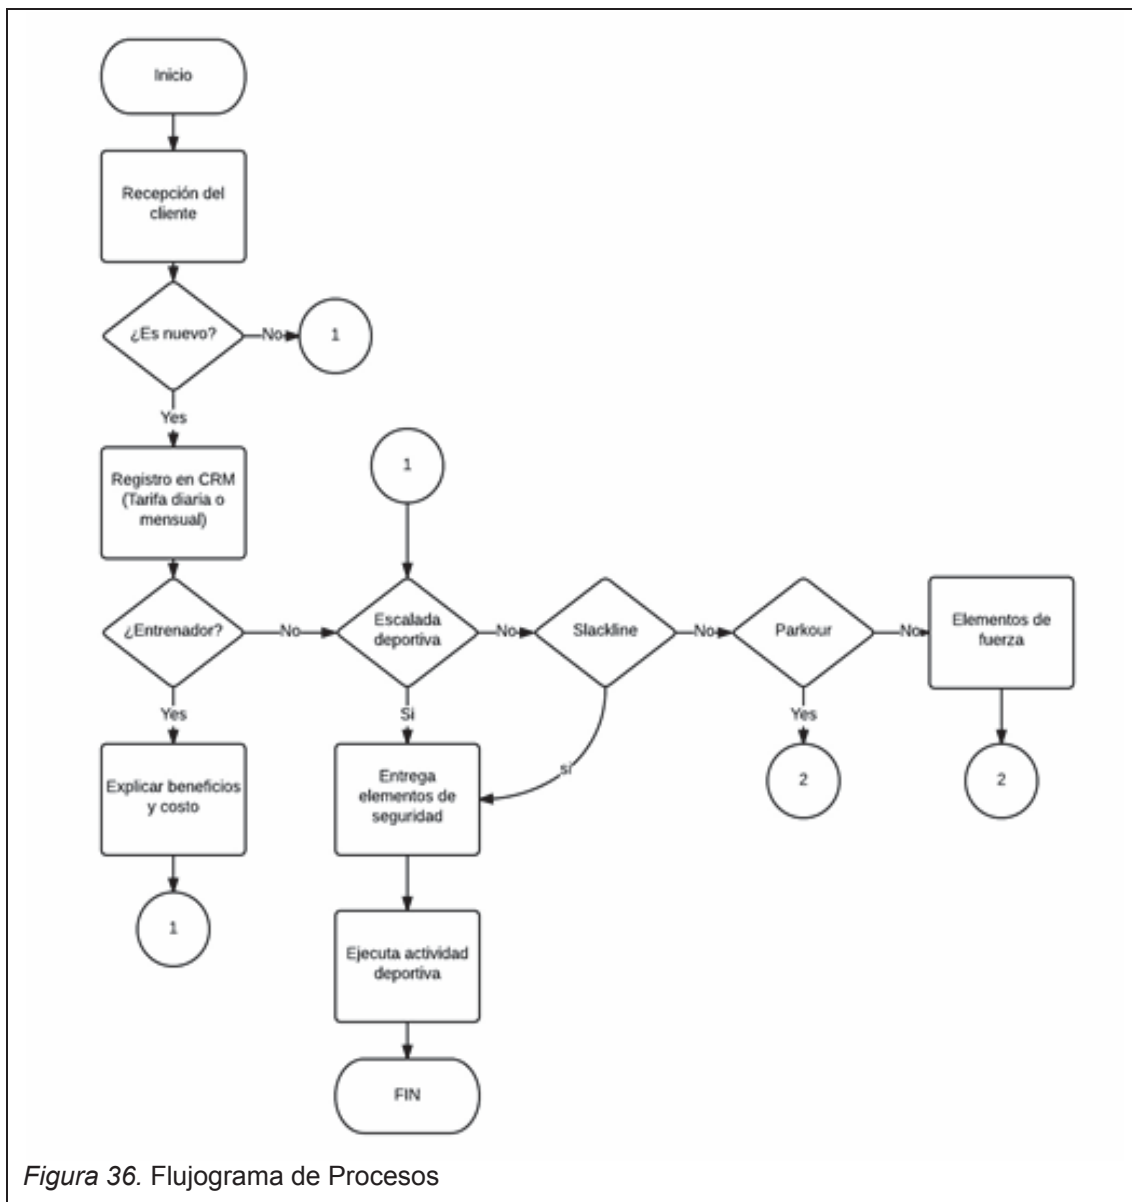 Inicio
Recepción del
cliente
¿Es nuevo?
No
1
Yes
Registro en CRM
(Tarifa diaria o
mensual)
1
¿Entrenador?
No
Escalada
deportiva
No
Slackline
No
Parkour
No
Elementos de
fuerza
Yes
Si
si
Yes
Explicar beneficios
y costo
Entrega
elementos de
seguridad
2
2
1
Ejecuta actividad
deportiva
FIN
Figura 36. Flujograma de Procesos